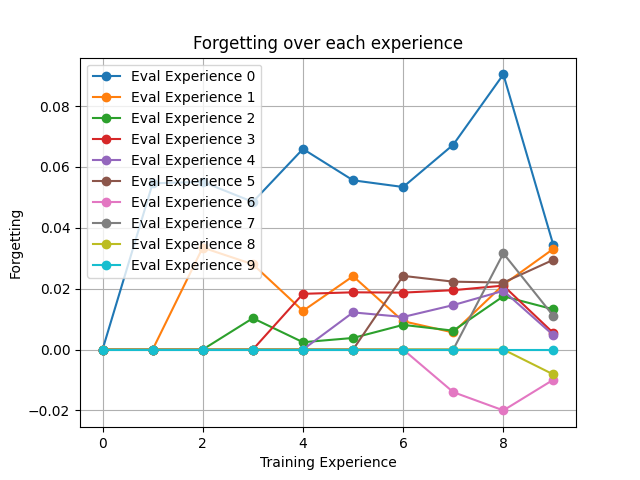 Forgetting over each experience
Eval Experience 0
Eval Experience 1
Eval Experience 2
Eval Experience 3
Eval Experience 4
Eval Experience 5
Eval Experience 6
Eval Experience 7
Eval Experience 8
Eval Experience 9
0.08
0.06
0.04
0.02
0.00
−0.02
Forgetting
0 2 4 6 8
Training Experience